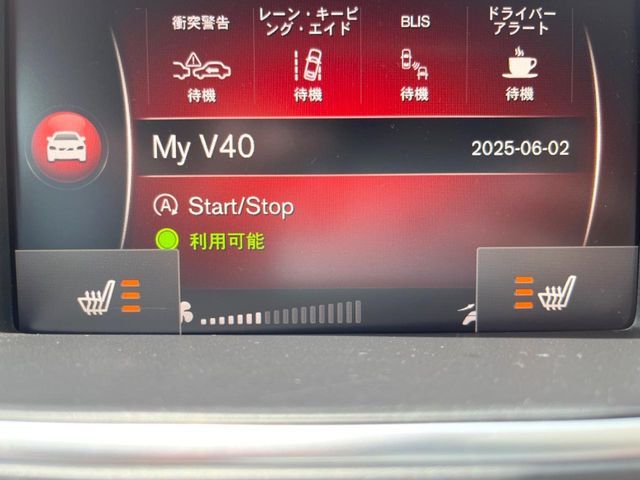 衝突警告
レーン・キーピ
ング・エイド
BLIS
ドライバー
アラート
待機
待機
待機
待機
My V40
2025-06-02
A
Start/Stop
利用可能